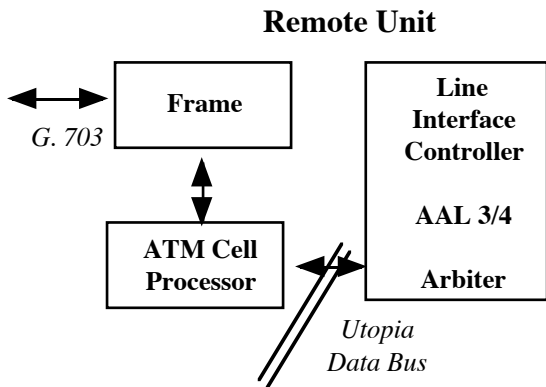 Remote Unit
Frame
G. 703
ATM Cell
Processor
Line
Interface
Controller
AAL 3/4
Arbiter
Utopia
Data Bus